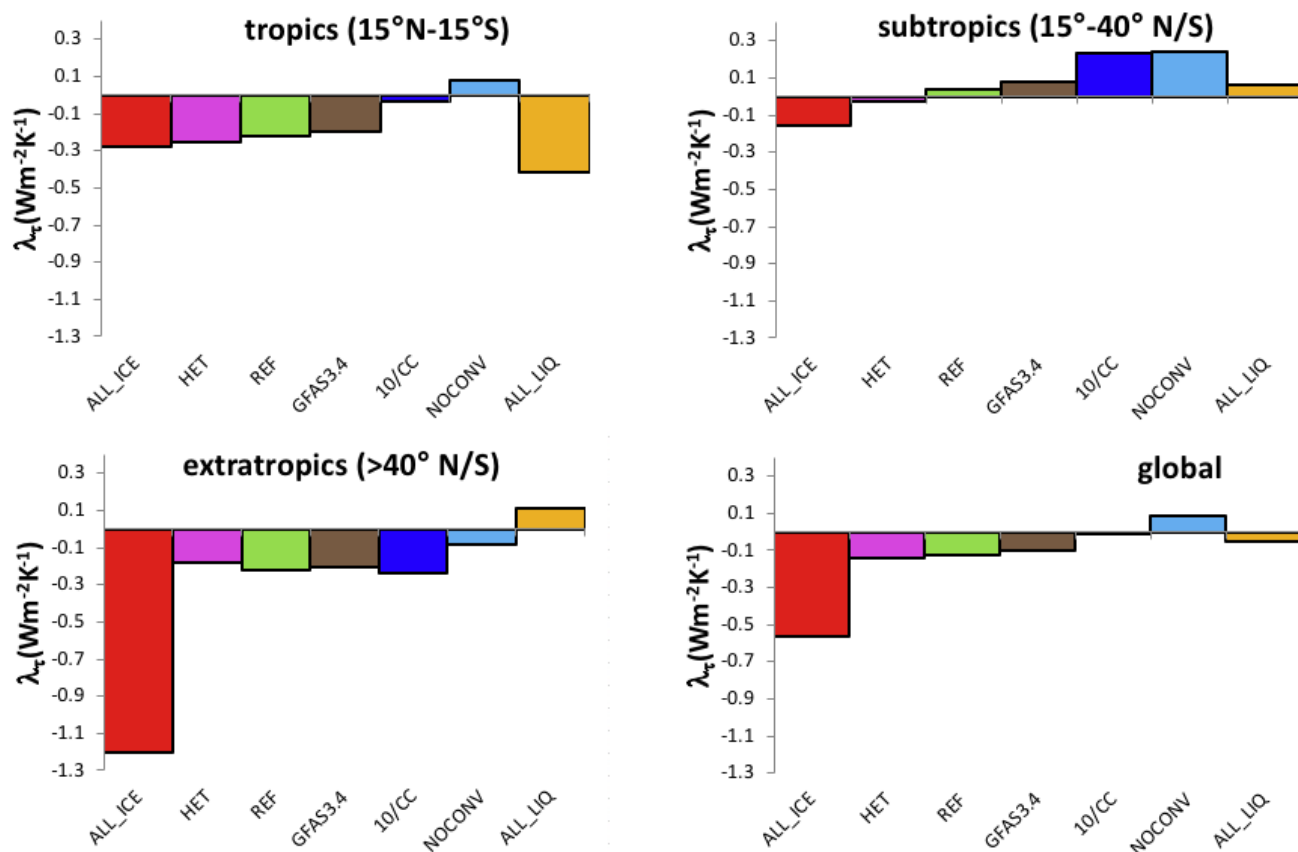 tropics (15°N-15°S)
0.3
0.1
-0.1
-0.3
-0.5
-0.7
-0.9
-1.1
-1.3
λτ(Wm⁻²K⁻¹)
ALL_ICE
HET
REF
GFAS3.4
10/CC
NOCONV
ALL_LIQ
subtropics (15°-40° N/S)
0.3
0.1
-0.1
-0.3
-0.5
-0.7
-0.9
-1.1
-1.3
λτ(Wm⁻²K⁻¹)
ALL_ICE
HET
REF
GFAS3.4
10/CC
NOCONV
ALL_LIQ
extratropics (>40° N/S)
0.3
0.1
-0.1
-0.3
-0.5
-0.7
-0.9
-1.1
-1.3
λτ(Wm⁻²K⁻¹)
ALL_ICE
HET
REF
GFAS3.4
10/CC
NOCONV
ALL_LIQ
global
0.3
0.1
-0.1
-0.3
-0.5
-0.7
-0.9
-1.1
-1.3
λτ(Wm⁻²K⁻¹)
ALL_ICE
HET
REF
GFAS3.4
10/CC
NOCONV
ALL_LIQ